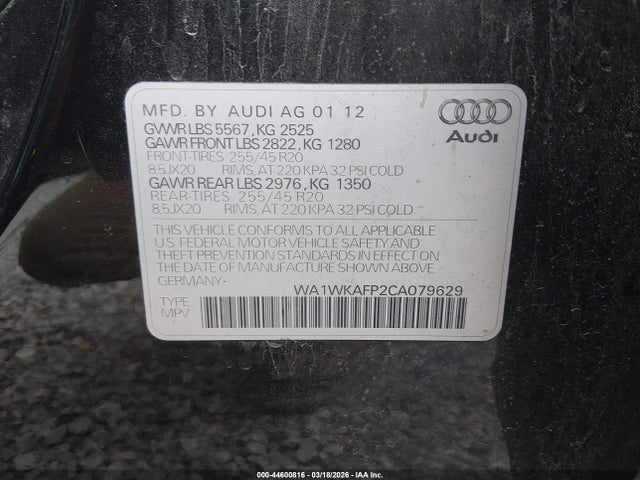 MFD. BY AUDI AG 01 12
GVWR LBS 5567, KG 2525
GAWR FRONT LBS 2822, KG 1280
FRONT-TIRES 255/45 R20
8,5JX20 RIMS, AT 220 KPA 32 PSI COLD
GAWR REAR LBS 2976, KG 1350
REAR-TIRES 255/45 R20
8,5JX20 RIMS, AT 220 KPA 32 PSI COLD
Audi
THIS VEHICLE CONFORMS TO ALL APPLICABLE
U.S. FEDERAL MOTOR VEHICLE SAFETY AND
THEFT PREVENTION STANDARDS IN EFFECT ON
THE DATE OF MANUFACTURE SHOWN ABOVE.
GERMANY· WA1WKAFP2CA079629
TYPE
MPV
000-44600816 - 03/18/2026 - IAA Inc.